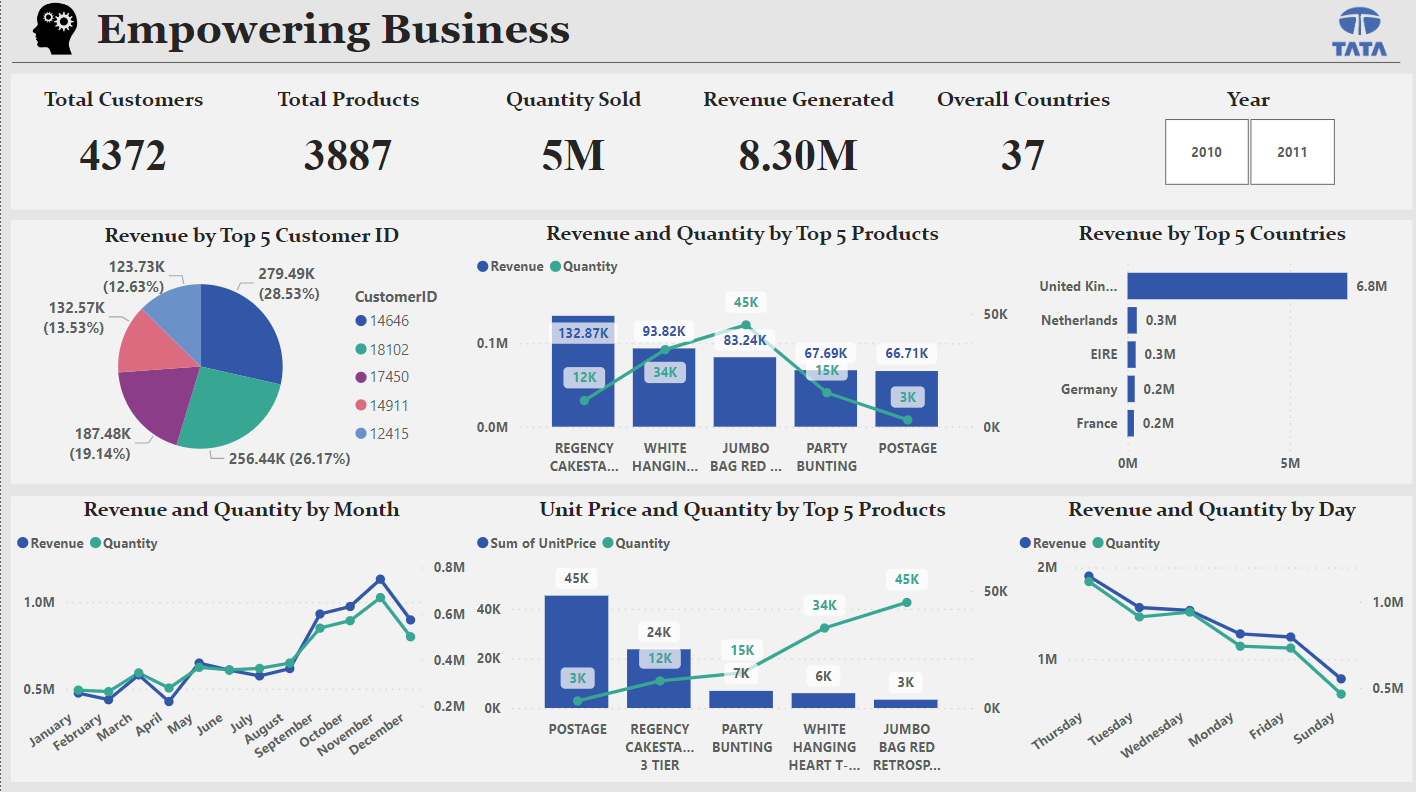 Empowering Business
TATA
Total Customers
4372
Total Products
3887
Quantity Sold
5M
Revenue Generated
8.30M
Overall Countries
37
Year
2010
2011
Revenue by Top 5 Customer ID
123.73K
(12.63%)
279.49K
(28.53%)
132.57K
(13.53%)
187.48K
(19.14%)
256.44K (26.17%)
CustomerID
14646
18102
17450
14911
12415
Revenue and Quantity by Top 5 Products
Revenue
Quantity
0.1M
0.0M
132.87K
93.82K
83.24K
67.69K
66.71K
12K
34K
45K
15K
3K
50K
0K
REGENCY
CAKESTA...
WHITE
HANGIN...
JUMBO
BAG RED ...
PARTY
BUNTING
POSTAGE
Revenue by Top 5 Countries
United Kin...
6.8M
Netherlands
0.3M
EIRE
0.3M
Germany
0.2M
France
0.2M
0M
5M
Revenue and Quantity by Month
Revenue
Quantity
1.0M
0.5M
0.8M
0.6M
0.4M
0.2M
January
February
March
April
May
June
July
August
September
October
November
December
Unit Price and Quantity by Top 5 Products
Sum of UnitPrice
Quantity
40K
20K
0K
45K
24K
7K
6K
3K
3K
12K
15K
34K
45K
50K
0K
POSTAGE
REGENCY
CAKESTA...
3 TIER
PARTY
BUNTING
WHITE
HANGING
HEART T-...
JUMBO
BAG RED
RETROSP...
Revenue and Quantity by Day
Revenue
Quantity
2M
1M
1.0M
0.5M
Thursday
Tuesday
Wednesday
Monday
Friday
Sunday